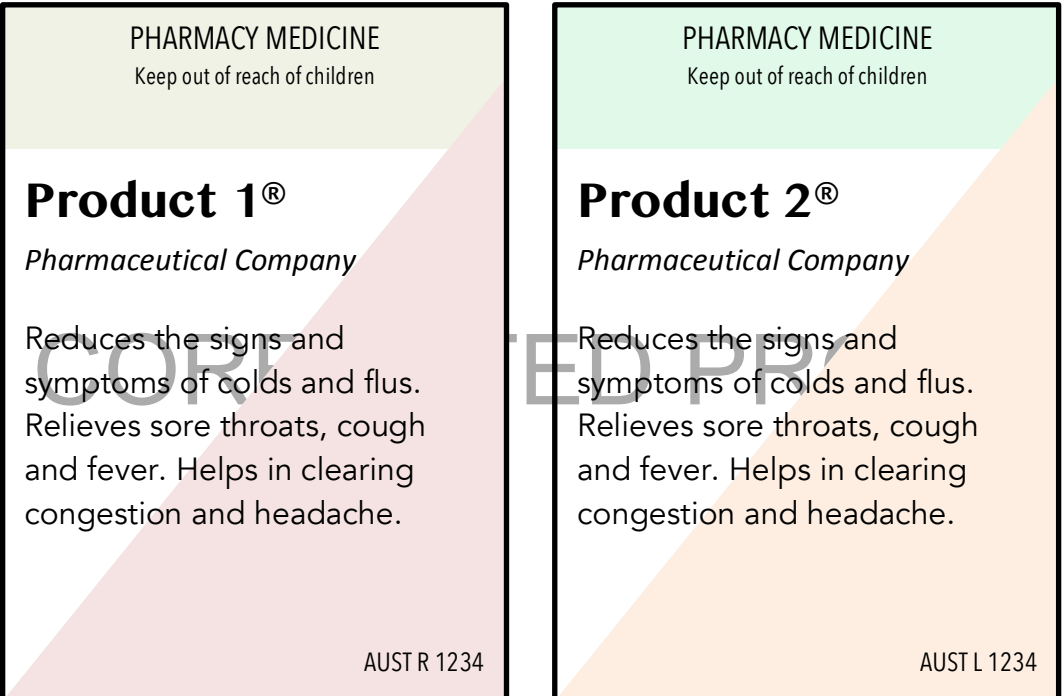 PHARMACY MEDICINE
Keep out of reach of children
Product 1®
Pharmaceutical Company
Reduces the signs and
symptoms of colds and flus.
Relieves sore throats, cough
and fever. Helps in clearing
congestion and headache.
AUST R 1234
PHARMACY MEDICINE
Keep out of reach of children
Product 2®
Pharmaceutical Company
Reduces the signs and
symptoms of colds and flus.
Relieves sore throats, cough
and fever. Helps in clearing
congestion and headache.
AUST L 1234